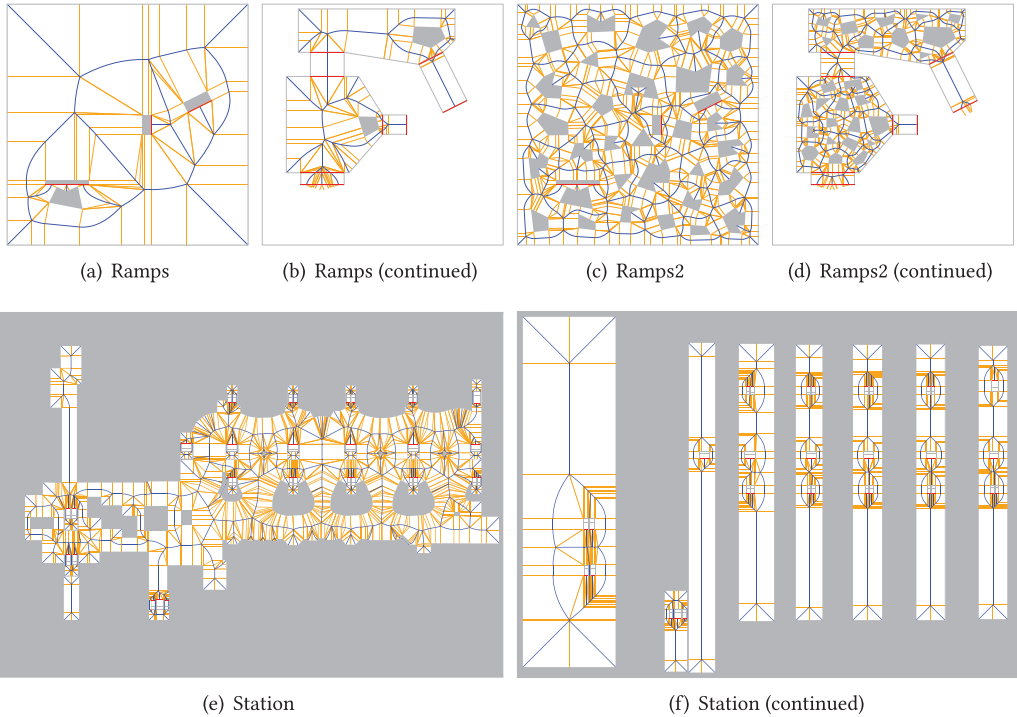 (a) Ramps
(b) Ramps (continued)
(c) Ramps2
(d) Ramps2 (continued)
(e) Station
(f) Station (continued)